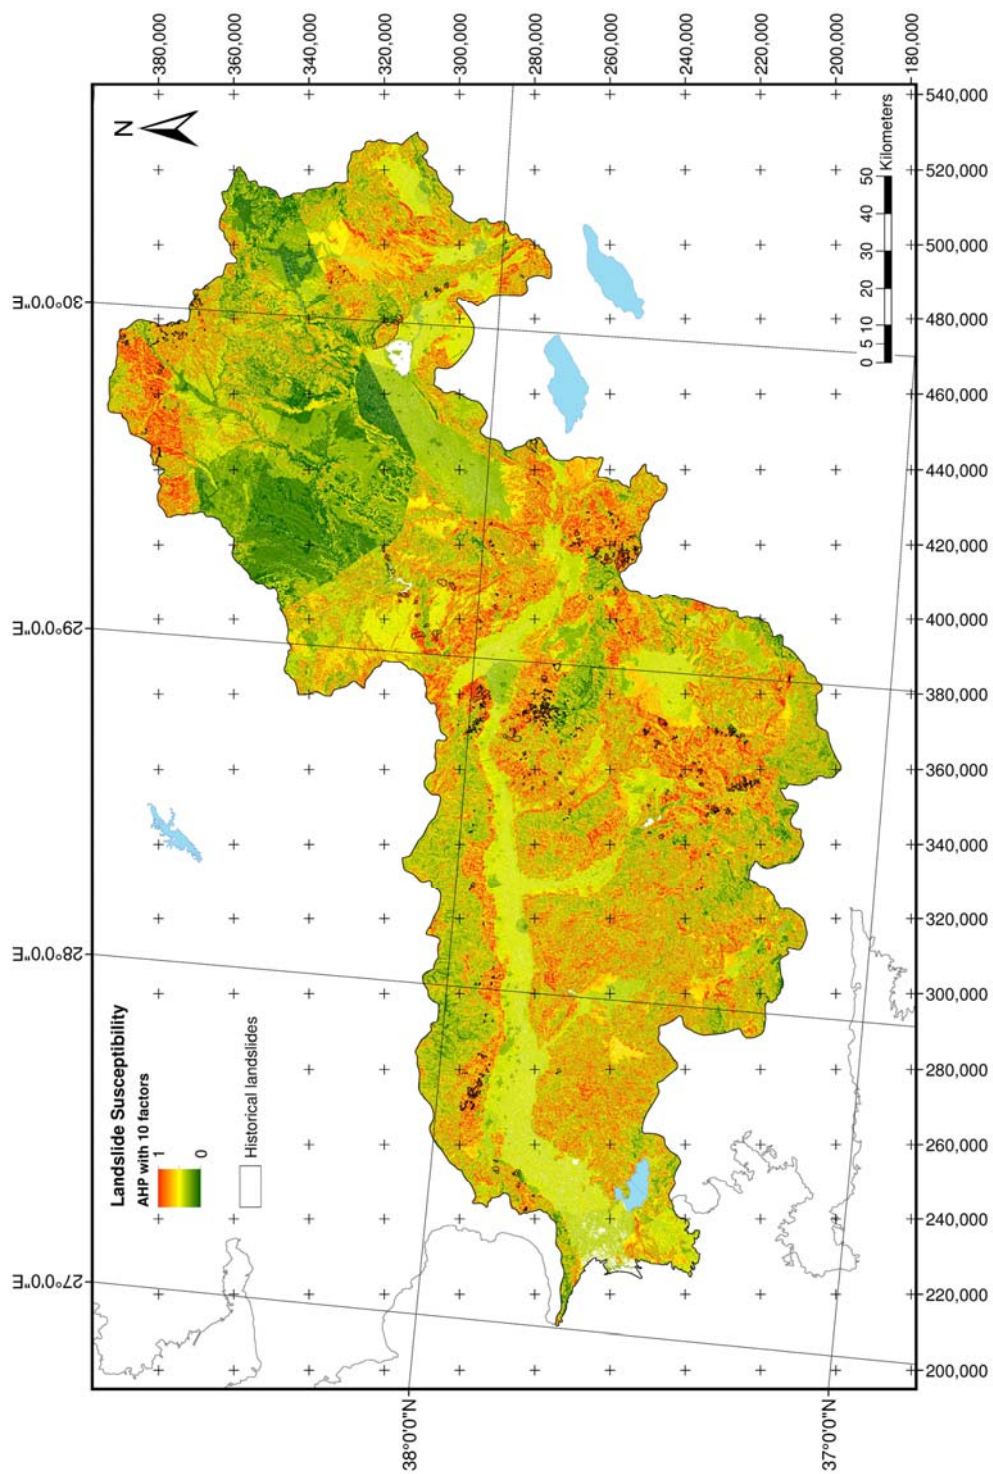 Landslide Susceptibility
AHP with 10 factors
1
0
Historical landslides
N
27°0'0"E
28°0'0"E
29°0'0"E
30°0'0"E
380,000
360,000
340,000
320,000
300,000
280,000
260,000
240,000
220,000
200,000
180,000
38°0'0"N
37°0'0"N
200,000
220,000
240,000
260,000
280,000
300,000
320,000
340,000
360,000
380,000
400,000
420,000
440,000
460,000
480,000
500,000
520,000
540,000
0 5 10 20 30 40 50
Kilometers